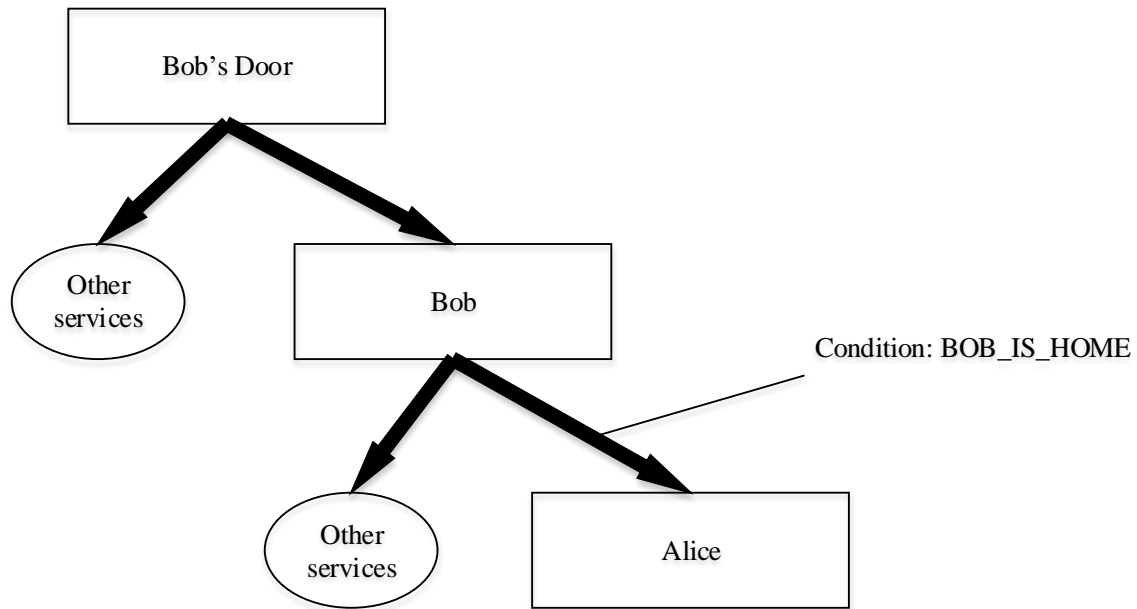 Bob’s Door
Other
services
Bob
Condition: BOB_IS_HOME
Other
services
Alice